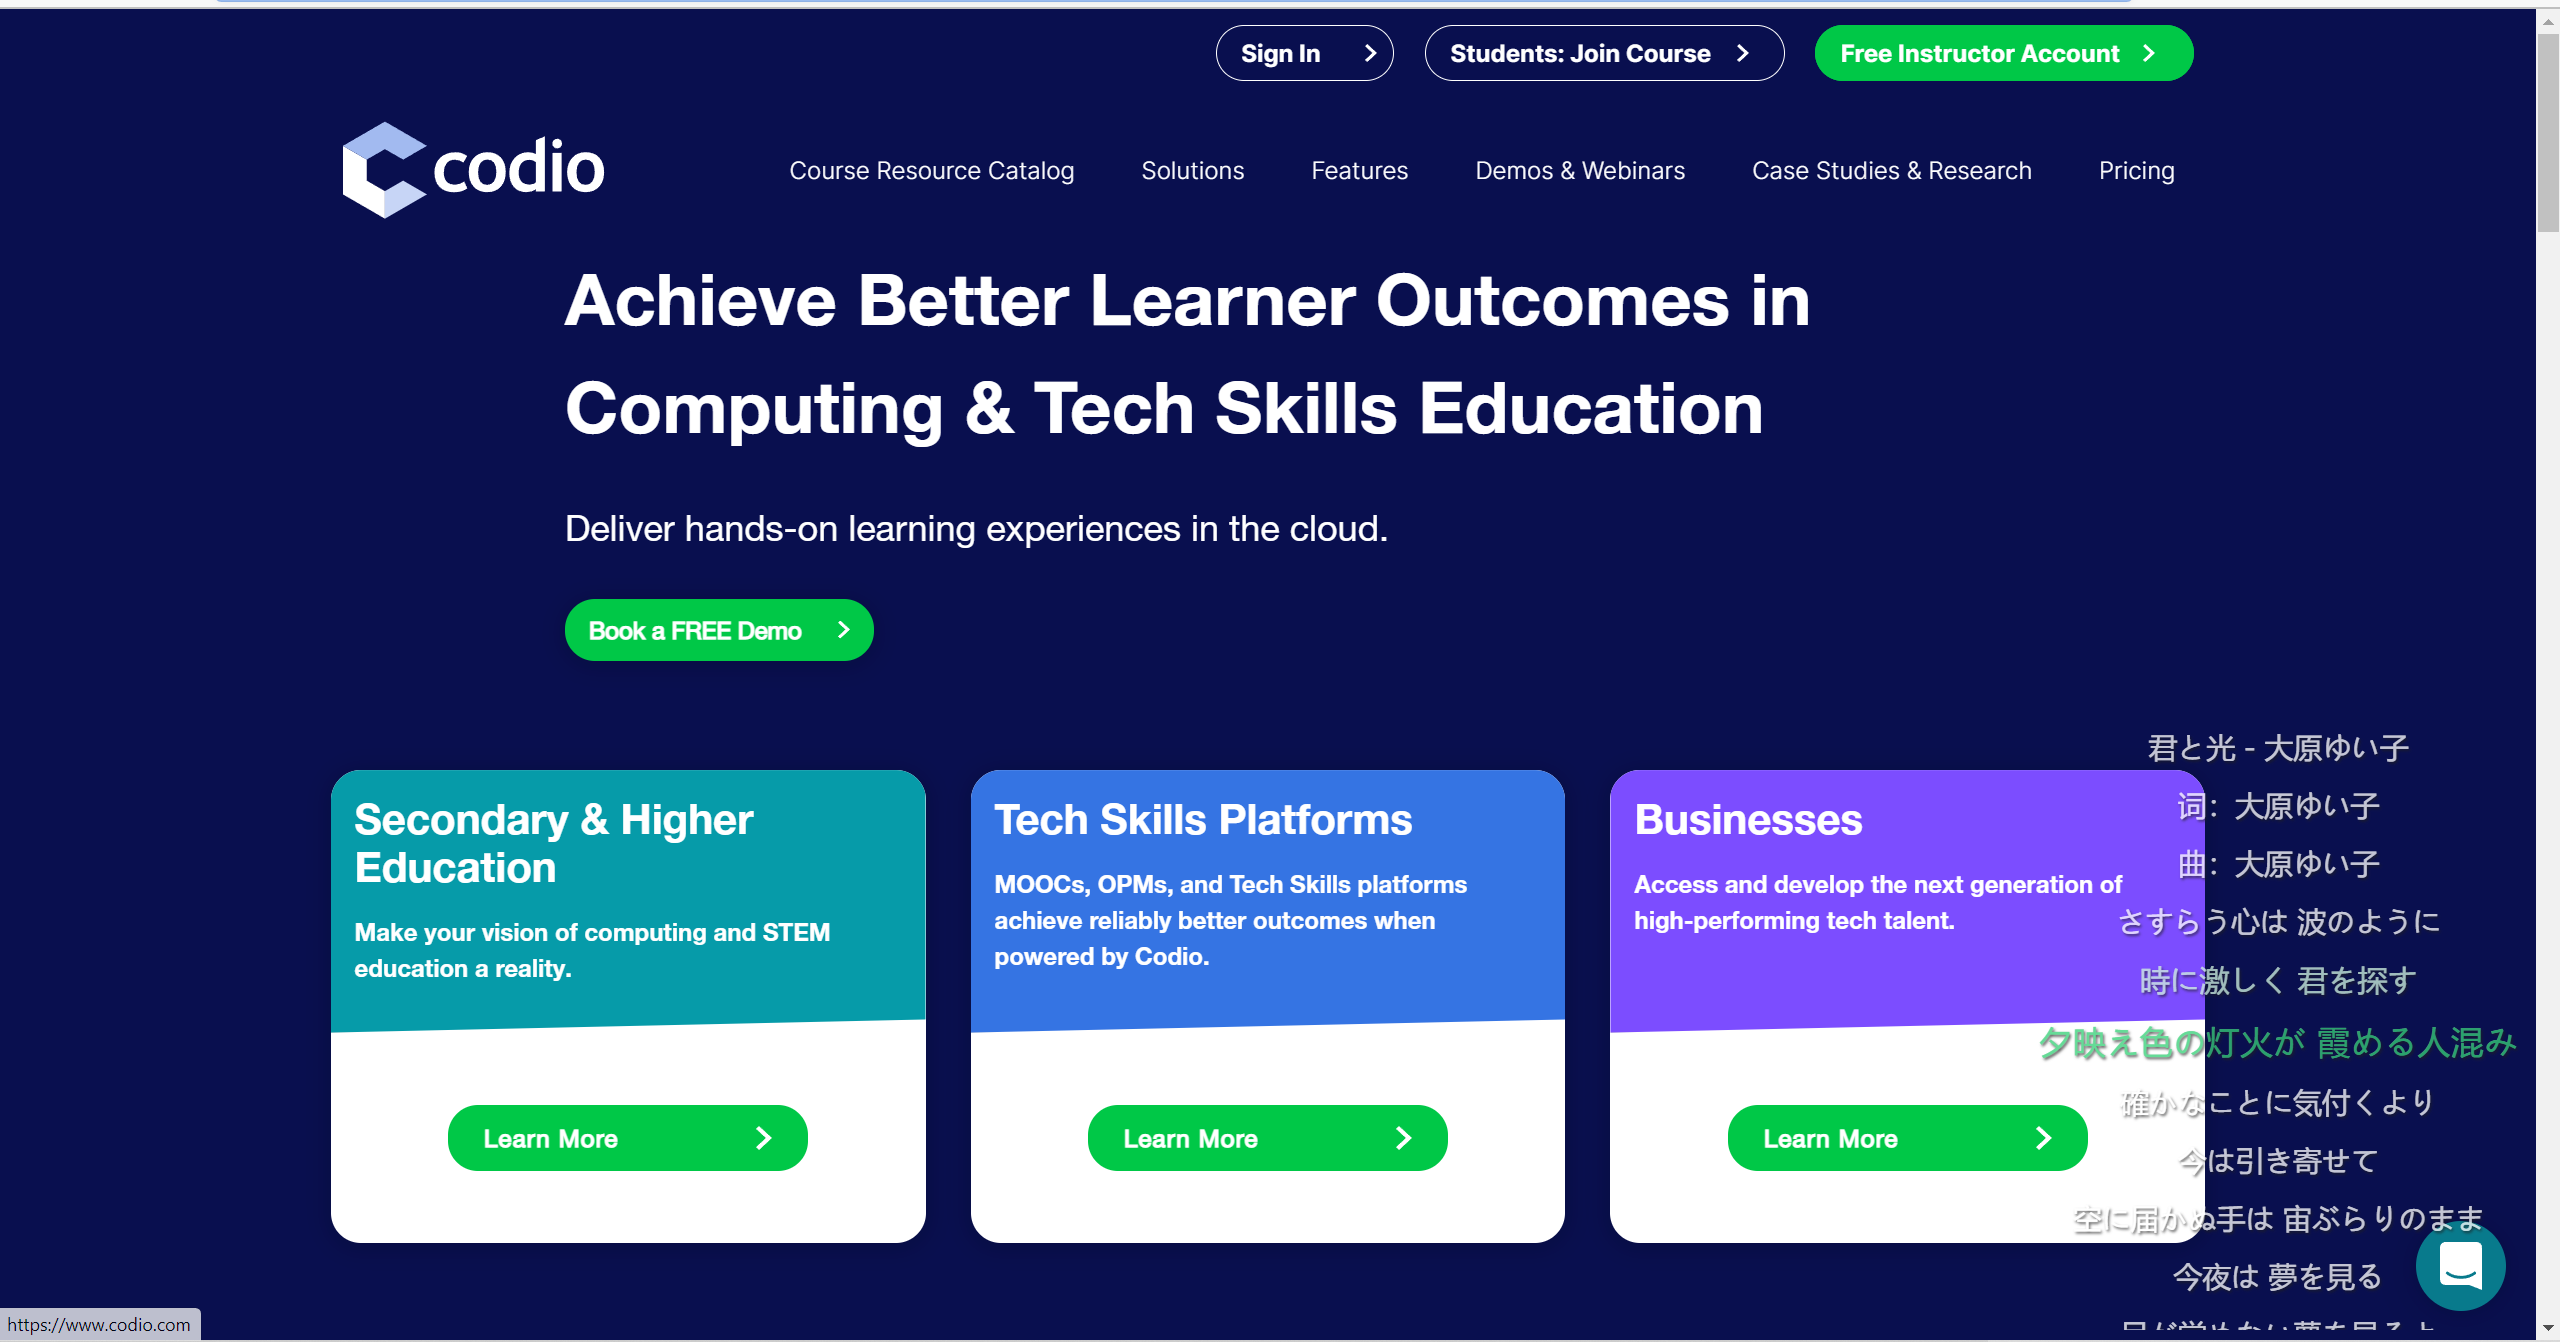 Sign In
Students: Join Course
Free Instructor Account
codio
Course Resource Catalog
Solutions
Features
Demos & Webinars
Case Studies & Research
Pricing
Achieve Better Learner Outcomes in
Computing & Tech Skills Education
Deliver hands-on learning experiences in the cloud.
Book a FREE Demo
Secondary & Higher
Education
Make your vision of computing and STEM
education a reality.
Learn More
Tech Skills Platforms
MOOCs, OPMs, and Tech Skills platforms
achieve reliably better outcomes when
powered by Codio.
Learn More
Businesses
Access and develop the next generation of
high-performing tech talent.
Learn More
君と光 - 大原ゆい子
词：大原ゆい子
曲：大原ゆい子
さすらう心は 波のように
時に激しく 君を探す
夕映え色の灯火が 霞める人混み
確かなことに気付くより
今は引き寄せて
空に届かぬ手は 宙ぶらりのまま
今夜は 夢を見る
https://www.codio.com